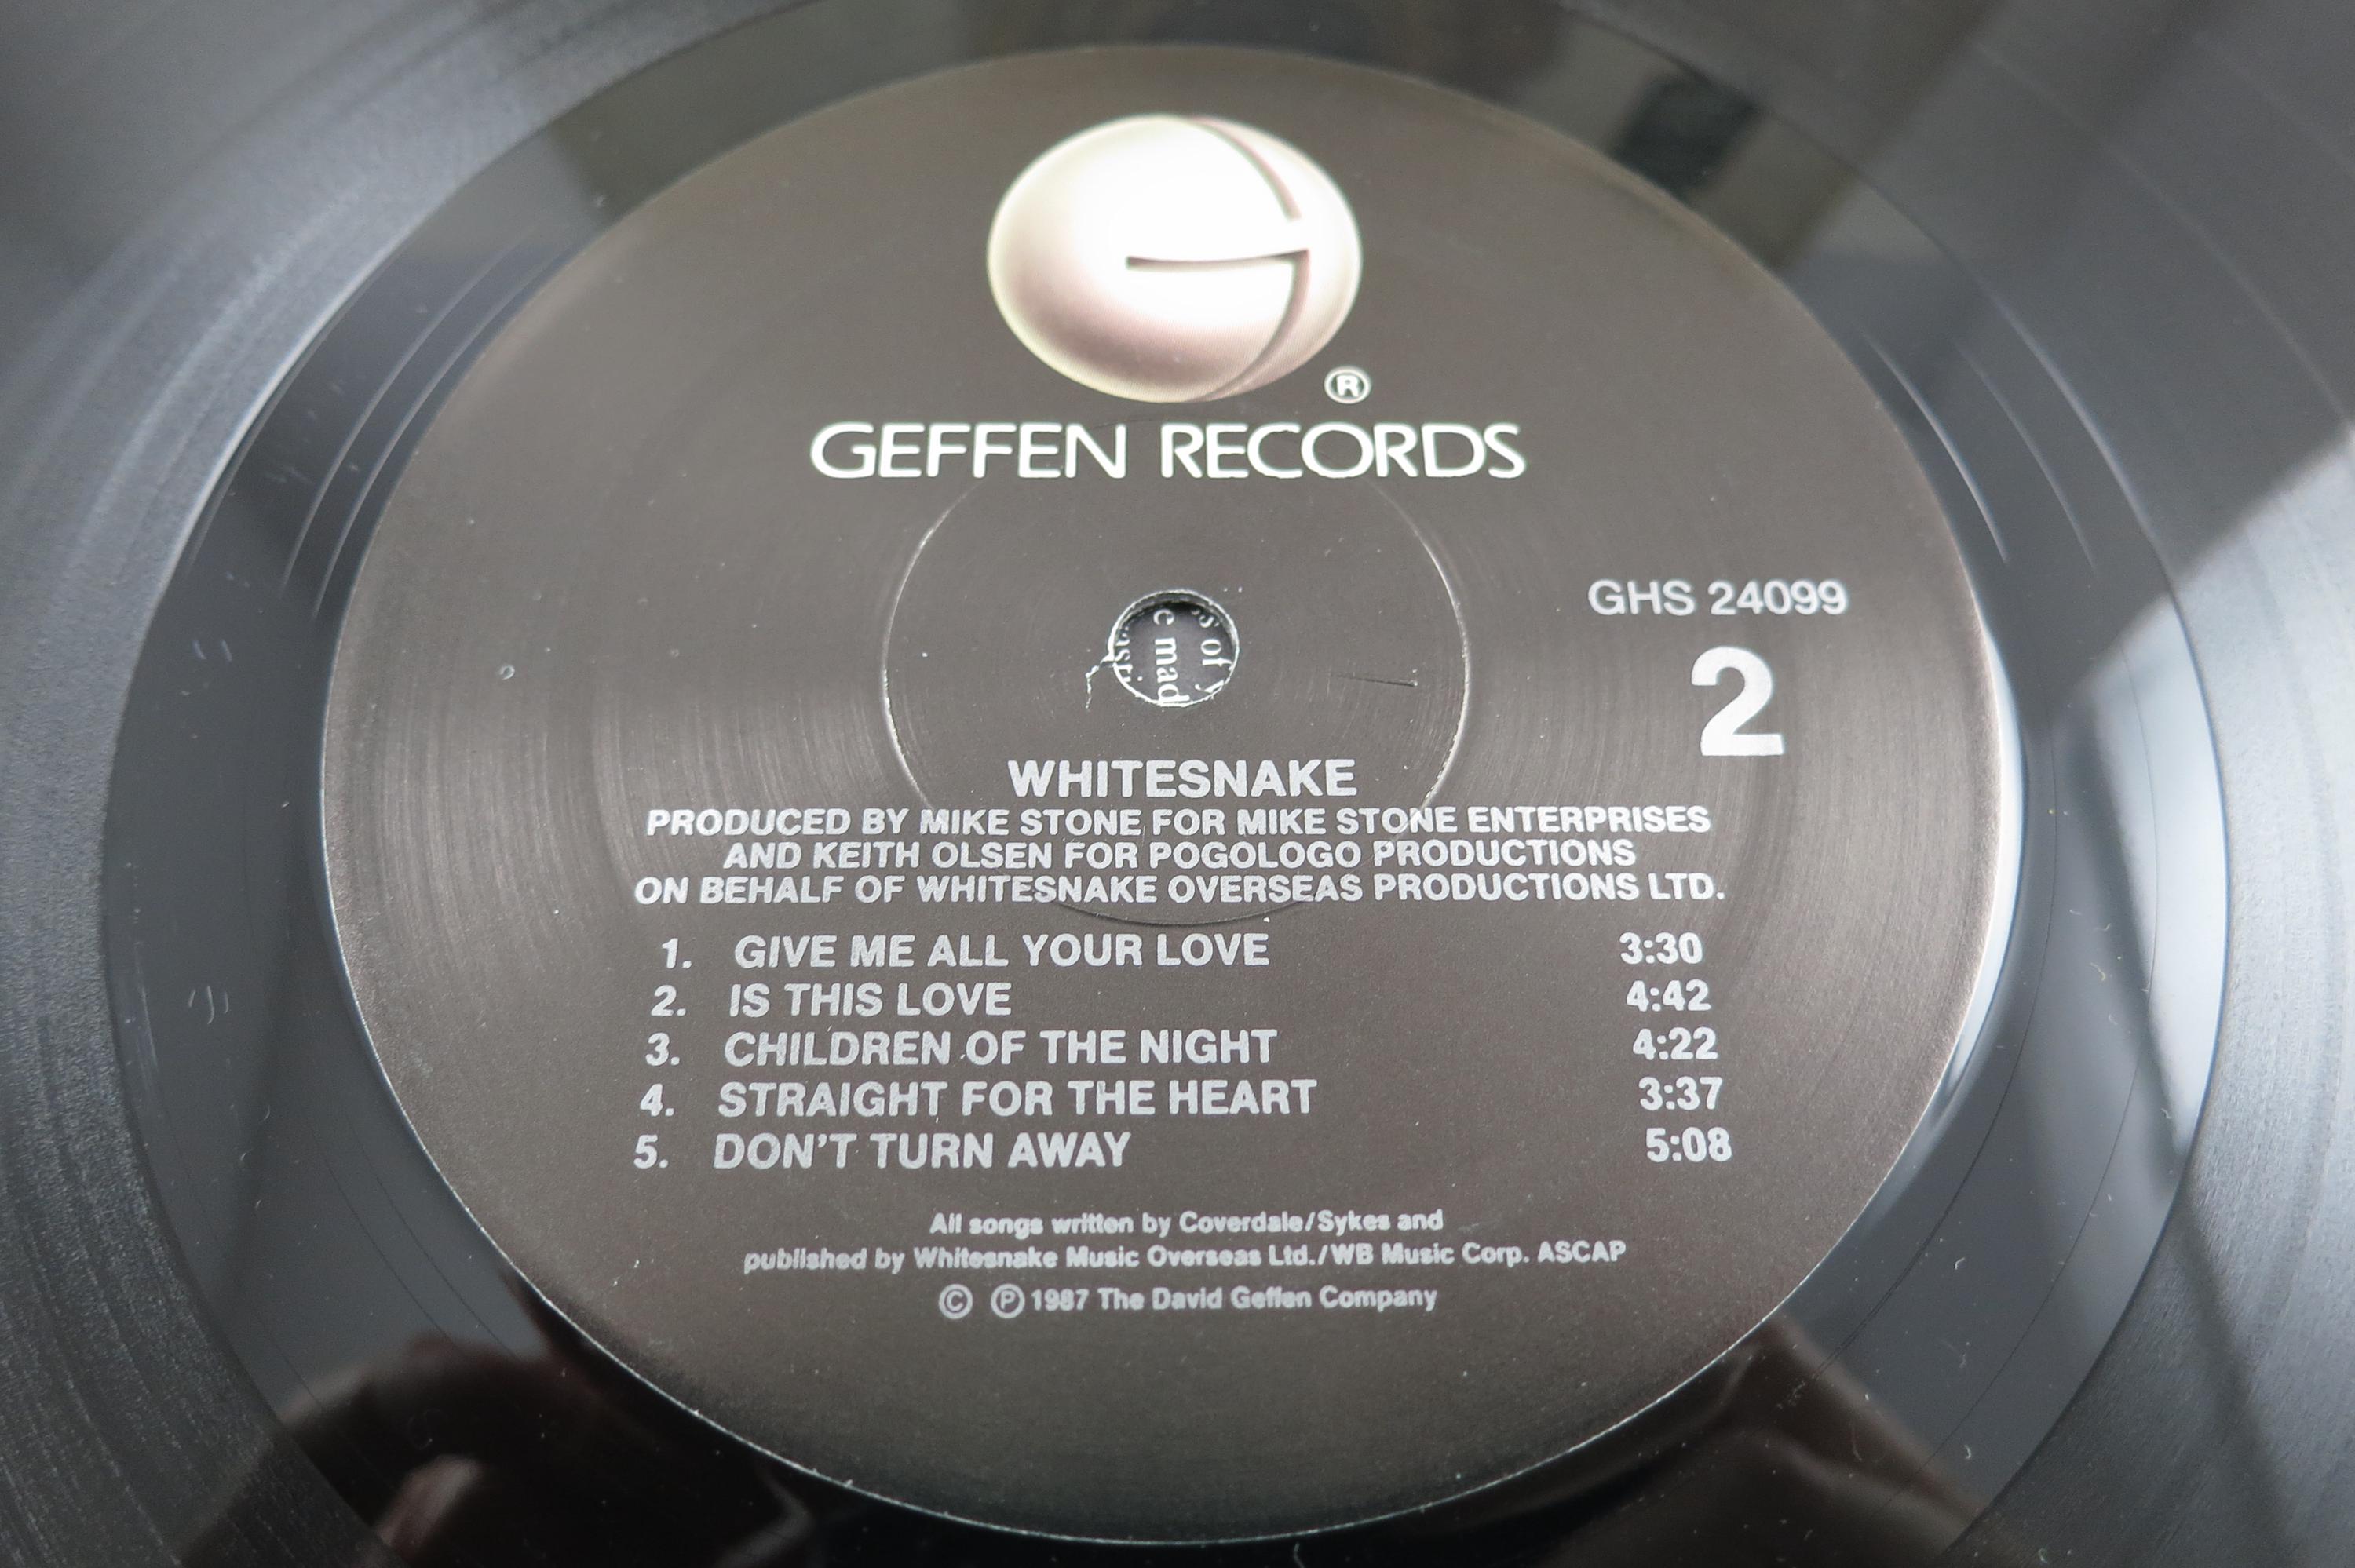 ®
GEFFEN RECORDS
GHS 24099
2
s of
e mad
WHITESNAKE
PRODUCED BY MIKE STONE FOR MIKE STONE ENTERPRISES
AND KEITH OLSEN FOR POGOLOGO PRODUCTIONS
ON BEHALF OF WHITESNAKE OVERSEAS PRODUCTIONS LTD.
1. GIVE ME ALL YOUR LOVE 3:30
2. IS THIS LOVE 4:42
3. CHILDREN OF THE NIGHT 4:22
4. STRAIGHT FOR THE HEART 3:37
5. DON'T TURN AWAY 5:08
All songs written by Coverdale/Sykes and
published by Whitesnake Music Overseas Ltd./WB Music Corp. ASCAP
© ℗ 1987 The David Geffen Company